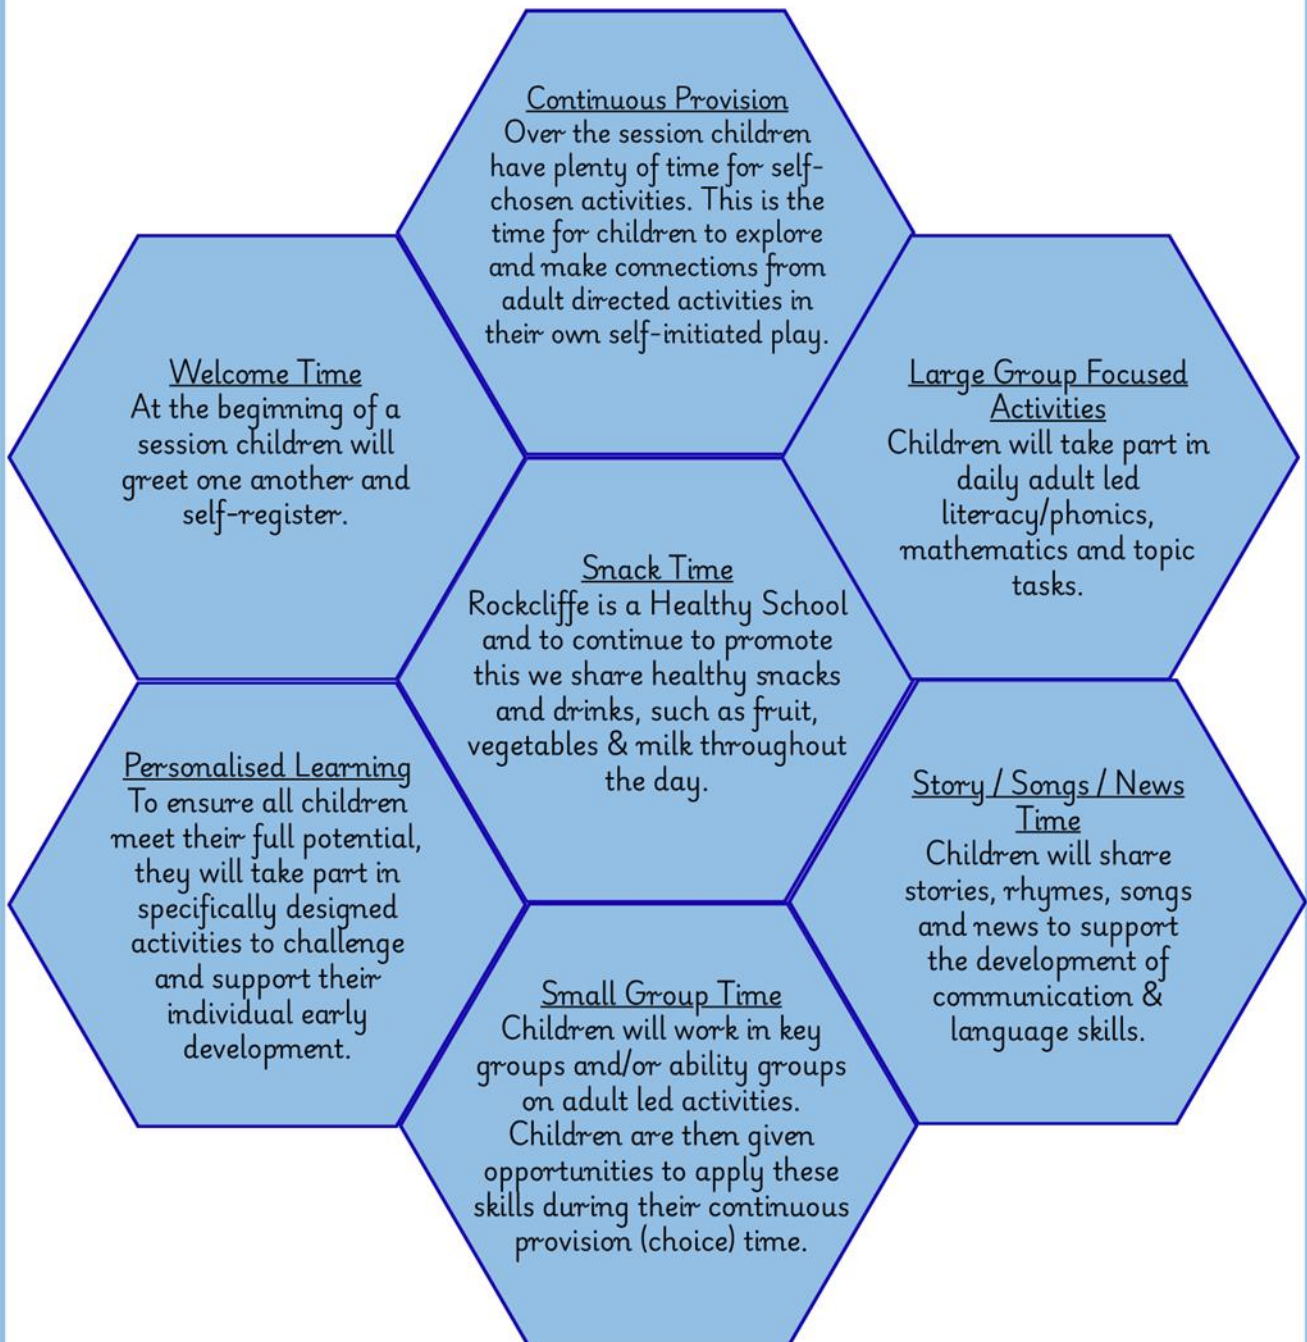 Continuous Provision
Over the session children
have plenty of time for self-
chosen activities. This is the
time for children to explore
and make connections from
adult directed activities in
their own self-initiated play.
Welcome Time
At the beginning of a
session children will
greet one another and
self-register.
Large Group Focused
Activities
Children will take part in
daily adult led
literacy/phonics,
mathematics and topic
tasks.
Snack Time
Rockcliffe is a Healthy School
and to continue to promote
this we share healthy snacks
and drinks, such as fruit,
vegetables & milk throughout
the day.
Personalised Learning
To ensure all children
meet their full potential,
they will take part in
specifically designed
activities to challenge
and support their
individual early
development.
Story / Songs / News
Time
Children will share
stories, rhymes, songs
and news to support
the development of
communication &
language skills.
Small Group Time
Children will work in key
groups and/or ability groups
on adult led activities.
Children are then given
opportunities to apply these
skills during their continuous
provision (choice) time.